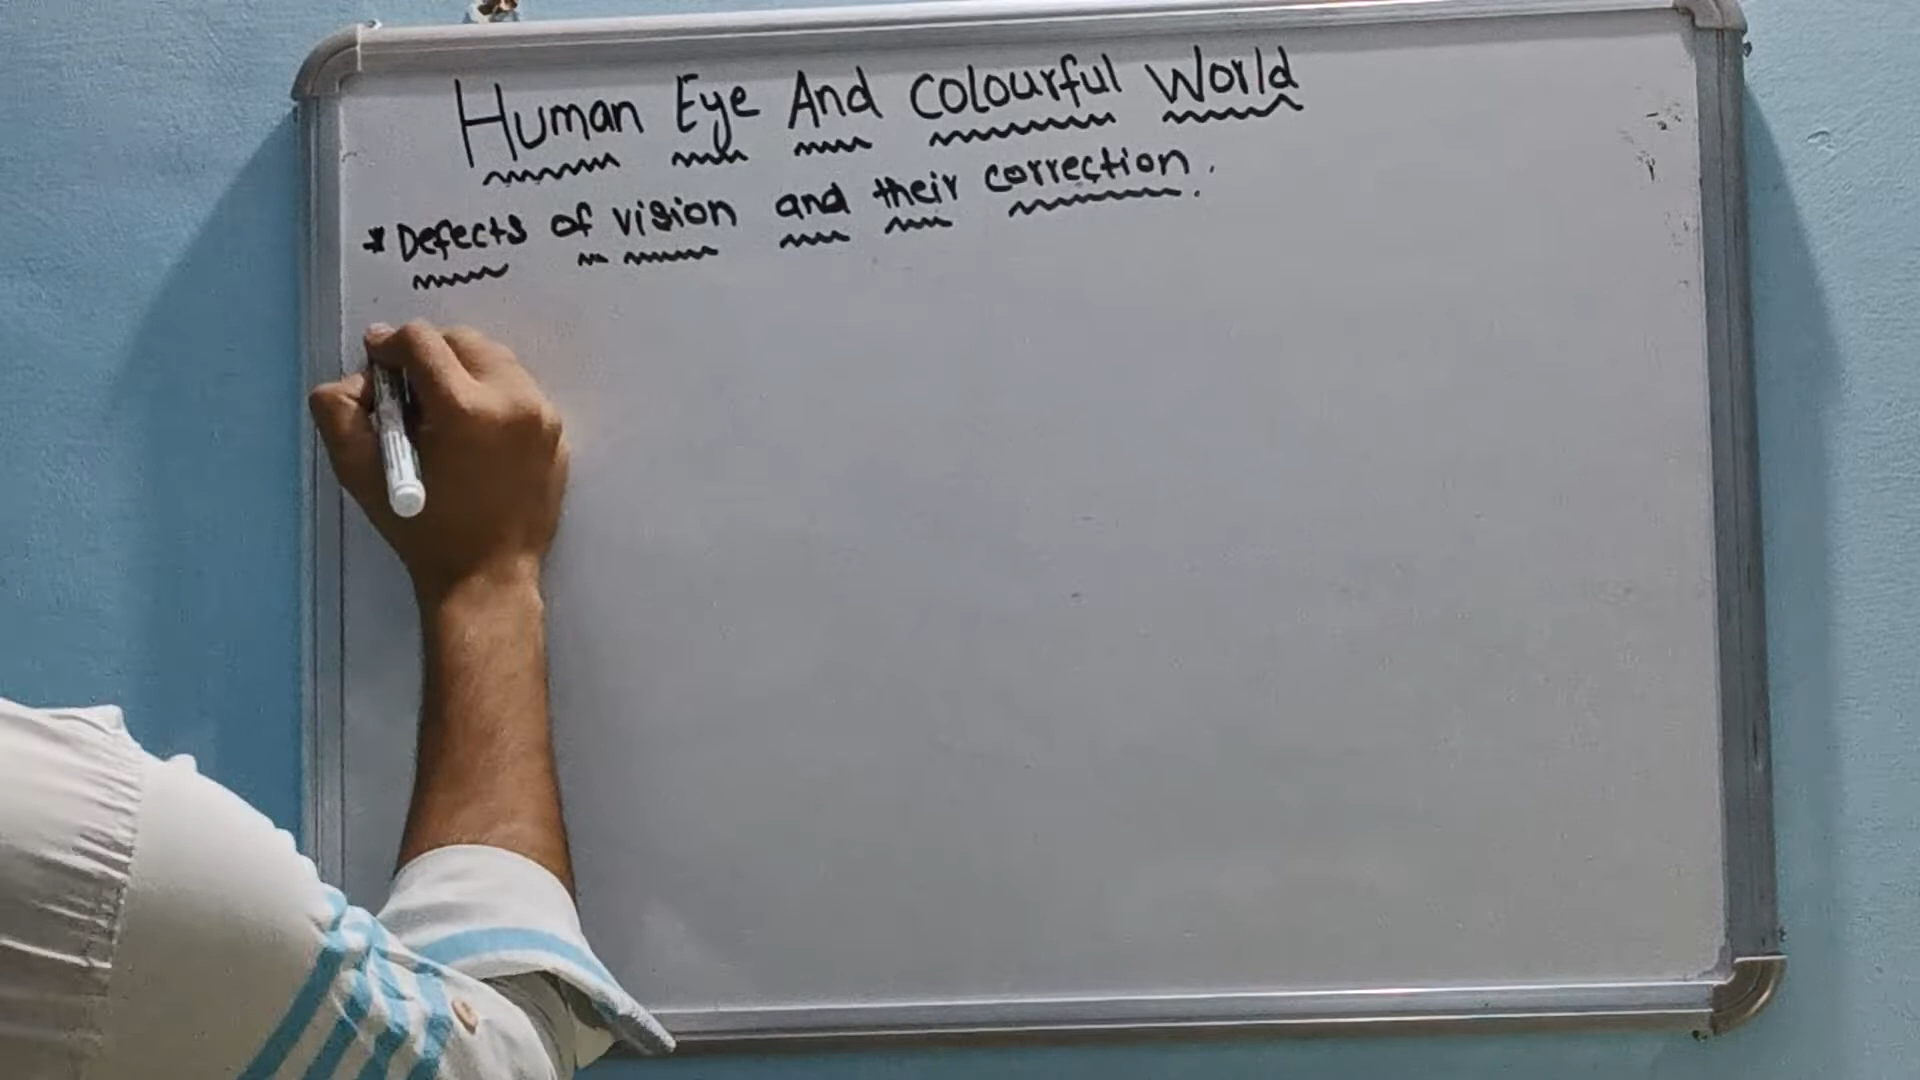 Human Eye And Colourful World
* Defects of vision and their correction.